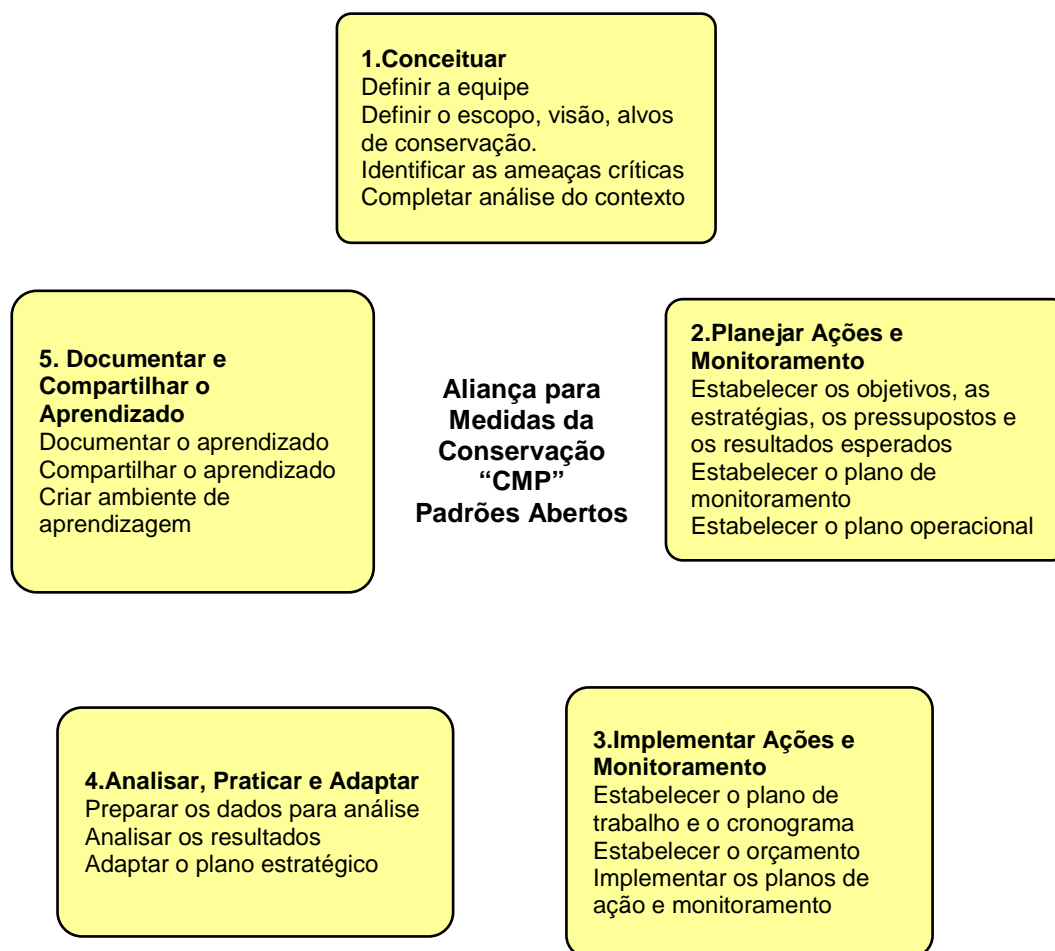 1.Conceituar
Definir a equipe
Definir o escopo, visão, alvos
de conservação.
Identificar as ameaças críticas
Completar análise do contexto
2.Planejar Ações e
Monitoramento
Estabelecer os objetivos, as
estratégias, os pressupostos e
os resultados esperados
Estabelecer o plano de
monitoramento
Estabelecer o plano operacional
5. Documentar e
Compartilhar o
Aprendizado
Documentar o aprendizado
Compartilhar o aprendizado
Criar ambiente de
aprendizagem
Aliança para
Medidas da
Conservação
“CMP”
Padrões Abertos
3.Implementar Ações e
Monitoramento
Estabelecer o plano de
trabalho e o cronograma
Estabelecer o orçamento
Implementar os planos de
ação e monitoramento
4.Analisar, Praticar e Adaptar
Preparar os dados para análise
Analisar os resultados
Adaptar o plano estratégico